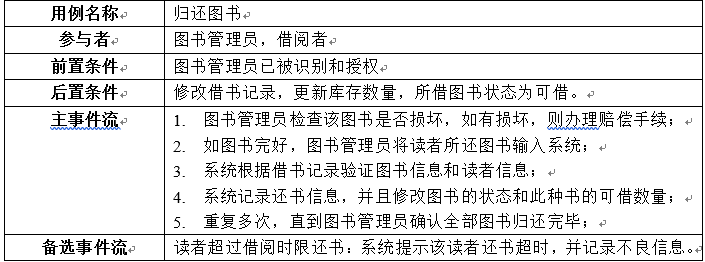 用例名称 归还图书
参与者 图书管理员，借阅者
前置条件 图书管理员已被识别和授权
后置条件 修改借书记录，更新库存数量，所借图书状态为可借。
主事件流 1. 图书管理员检查该图书是否损坏，如有损坏，则办理赔偿手续；
2. 如图书完好，图书管理员将读者所还图书输入系统；
3. 系统根据借书记录验证图书信息和读者信息；
4. 系统记录还书信息，并且修改图书的状态和此种书的可借数量；
5. 重复多次，直到图书管理员确认全部图书归还完毕；
备选事件流 读者超过借阅时限还书：系统提示该读者还书超时，并记录不良信息。